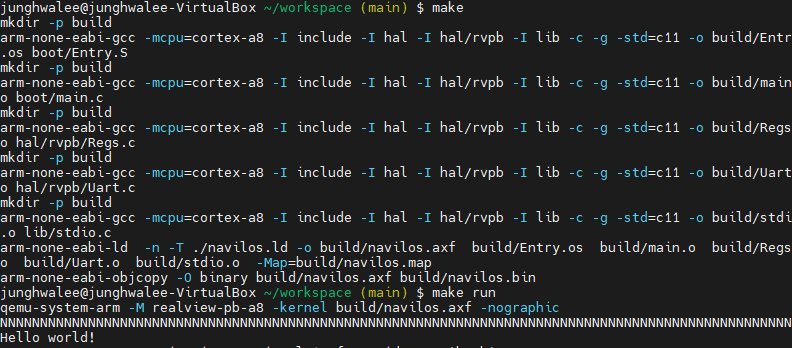 junghwalee@junghwalee-VirtualBox ~/workspace (main) $ make
mkdir -p build
arm-none-eabi-gcc -mcpu=cortex-a8 -I include -I hal -I hal/rvpb -I lib -c -g -std=c11 -o build/Entr
.os boot/Entry.S
mkdir -p build
arm-none-eabi-gcc -mcpu=cortex-a8 -I include -I hal -I hal/rvpb -I lib -c -g -std=c11 -o build/main
o boot/main.c
mkdir -p build
arm-none-eabi-gcc -mcpu=cortex-a8 -I include -I hal -I hal/rvpb -I lib -c -g -std=c11 -o build/Regs
o hal/rvpb/Regs.c
mkdir -p build
arm-none-eabi-gcc -mcpu=cortex-a8 -I include -I hal -I hal/rvpb -I lib -c -g -std=c11 -o build/Uart
o hal/rvpb/Uart.c
mkdir -p build
arm-none-eabi-gcc -mcpu=cortex-a8 -I include -I hal -I hal/rvpb -I lib -c -g -std=c11 -o build/stdi
.o lib/stdio.c
arm-none-eabi-ld  -n -T ./navilos.ld -o build/navilos.axf  build/Entry.os  build/main.o  build/Regs
o  build/Uart.o  build/stdio.o  -Map=build/navilos.map
arm-none-eabi-objcopy -O binary build/navilos.axf build/navilos.bin
junghwalee@junghwalee-VirtualBox ~/workspace (main) $ make run
qemu-system-arm -M realview-pb-a8 -kernel build/navilos.axf -nographic
NNNNNNNNNNNNNNNNNNNNNNNNNNNNNNNNNNNNNNNNNNNNNNNNNNNNNNNNNNNNNNNNNNNNNNNNNNNNNNNNNNNNNNNNNNNNNNNNNNN
Hello world!